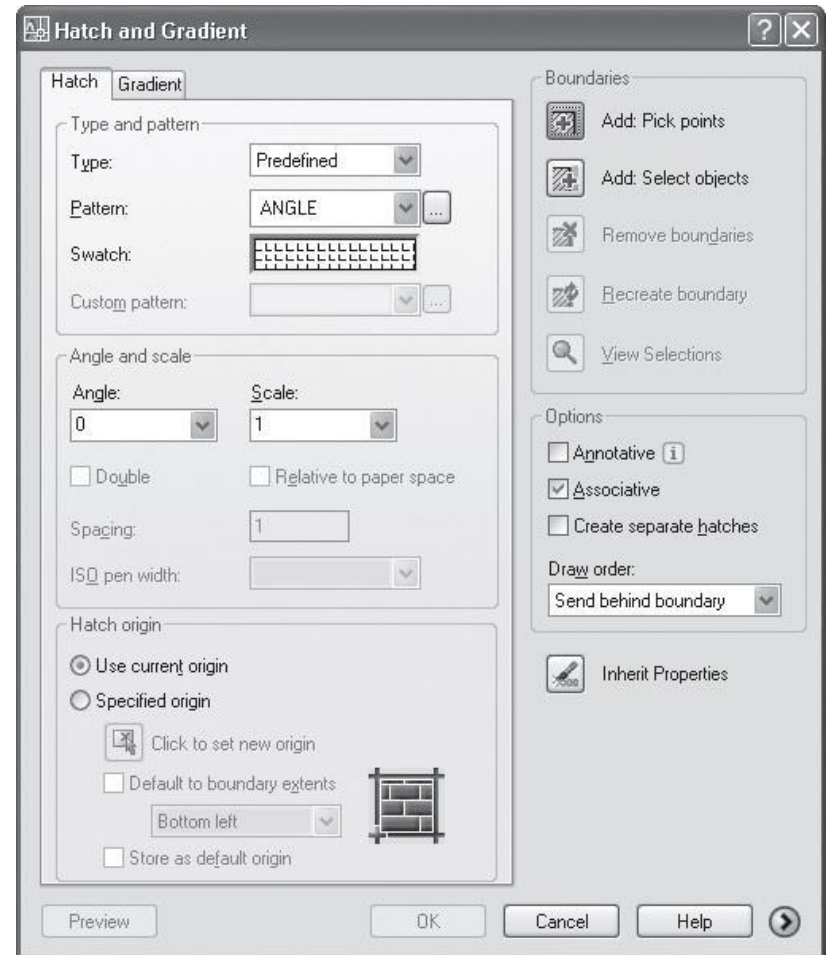 Hatch and Gradient
Hatch Gradient
Type and pattern
Type: Predefined
Pattern: ANGLE ...
Swatch:
Custom pattern: ...
Angle and scale
Angle: Scale:
0 1
Double Relative to paper space
Spacing: 1
ISO pen width:
Hatch origin
Use current origin
Specified origin
Click to set new origin
Default to boundary extents
Bottom left
Store as default origin
Boundaries
Add: Pick points
Add: Select objects
Remove boundaries
Recreate boundary
View Selections
Options
Annotative i
Associative
Create separate hatches
Draw order:
Send behind boundary
Inherit Properties
Preview OK Cancel Help